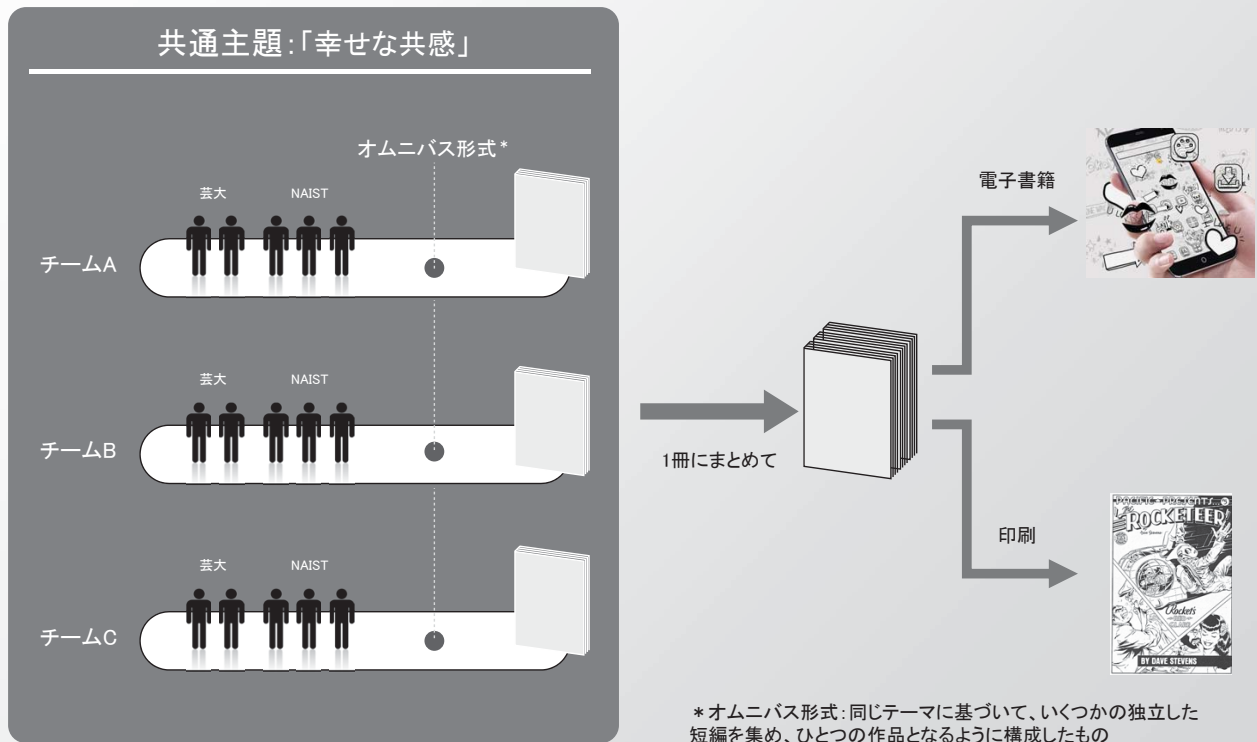 共通主題：「幸せな共感」
オムニバス形式*
芸大 NAIST
チームA
芸大 NAIST
チームB
芸大 NAIST
チームC
1冊にまとめて
電子書籍
印刷
PACIFIC PRESENTS
THE ROCKETEER
BY DAVE STEVENS
*オムニバス形式：同じテーマに基づいて、いくつかの独立した
短編を集め、ひとつの作品となるように構成したもの